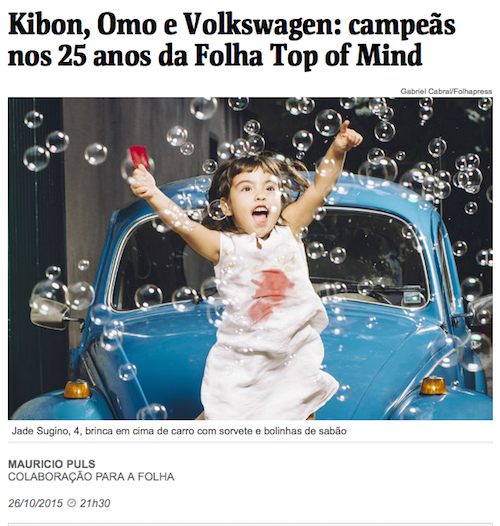 Kibon, Omo e Volkswagen: campeãs
nos 25 anos da Folha Top of Mind
Gabriel Cabral/Folhapress
Jade Sugino, 4, brinca em cima de carro com sorvete e bolinhas de sabão
MAURICIO PULS
COLABORAÇÃO PARA A FOLHA
26/10/2015 21h30